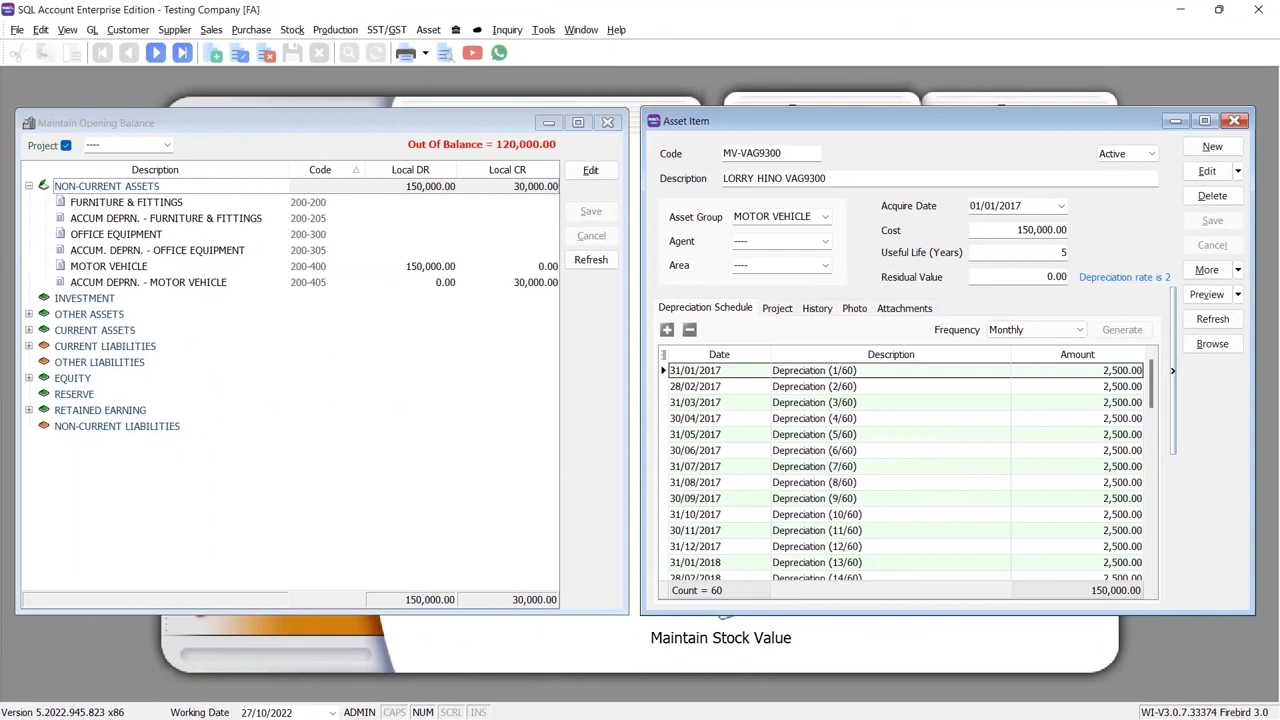 SQL Account Enterprise Edition - Testing Company [FA]
File Edit View GL Customer Supplier Sales Purchase Stock Production SST/GST Asset Inquiry Tools Window Help
Maintain Opening Balance
Project ---- Out Of Balance = 120,000.00
Description Code Local DR Local CR
NON-CURRENT ASSETS 150,000.00 30,000.00
FURNITURE & FITTINGS 200-200
ACCUM DEPRN. - FURNITURE & FITTINGS 200-205
OFFICE EQUIPMENT 200-300
ACCUM. DEPRN. - OFFICE EQUIPMENT 200-305
MOTOR VEHICLE 200-400 150,000.00 0.00
ACCUM DEPRN. - MOTOR VEHICLE 200-405 0.00 30,000.00
INVESTMENT
OTHER ASSETS
CURRENT ASSETS
CURRENT LIABILITIES
OTHER LIABILITIES
EQUITY
RESERVE
RETAINED EARNING
NON-CURRENT LIABILITIES
150,000.00 30,000.00
Edit
Save
Cancel
Refresh
Asset Item
Code MV-VAG9300 Active
Description LORRY HINO VAG9300
Asset Group MOTOR VEHICLE
Agent ----
Area ----
Acquire Date 01/01/2017
Cost 150,000.00
Useful Life (Years) 5
Residual Value 0.00 Depreciation rate is 2
Depreciation Schedule Project History Photo Attachments
Frequency Monthly Generate
Date Description Amount
31/01/2017 Depreciation (1/60) 2,500.00
28/02/2017 Depreciation (2/60) 2,500.00
31/03/2017 Depreciation (3/60) 2,500.00
30/04/2017 Depreciation (4/60) 2,500.00
31/05/2017 Depreciation (5/60) 2,500.00
30/06/2017 Depreciation (6/60) 2,500.00
31/07/2017 Depreciation (7/60) 2,500.00
31/08/2017 Depreciation (8/60) 2,500.00
30/09/2017 Depreciation (9/60) 2,500.00
31/10/2017 Depreciation (10/60) 2,500.00
30/11/2017 Depreciation (11/60) 2,500.00
31/12/2017 Depreciation (12/60) 2,500.00
31/01/2018 Depreciation (13/60) 2,500.00
28/02/2018 Depreciation (14/60) 2,500.00
Count = 60 150,000.00
New
Edit
Delete
Save
Cancel
More
Preview
Refresh
Browse
Maintain Stock Value
Version 5.2022.945.823 x86 Working Date 27/10/2022 ADMIN CAPS NUM SCRL INS WI-V3.0.7.33374 Firebird 3.0